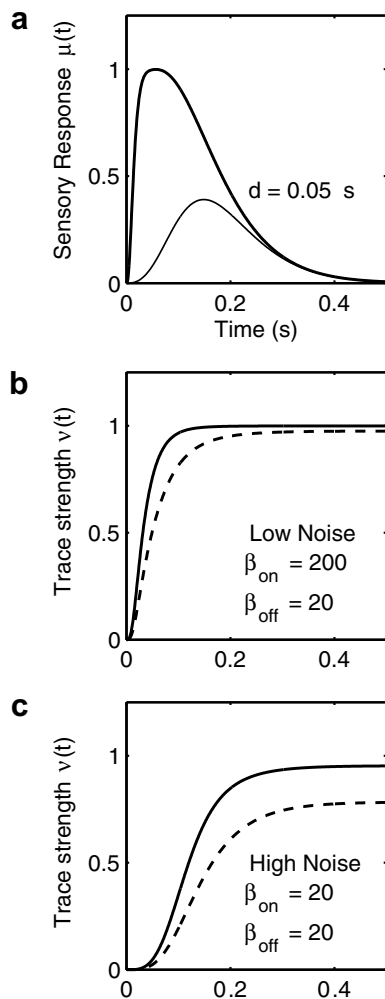 a
Sensory Response μ(t)
1
0.5
0
d = 0.05 s
0 0.2 0.4
Time (s)
b
Trace strength ν(t)
1
0.5
0
Low Noise
β_on = 200
β_off = 20
0 0.2 0.4
c
Trace strength ν(t)
1
0.5
0
High Noise
β_on = 20
β_off = 20
0 0.2 0.4